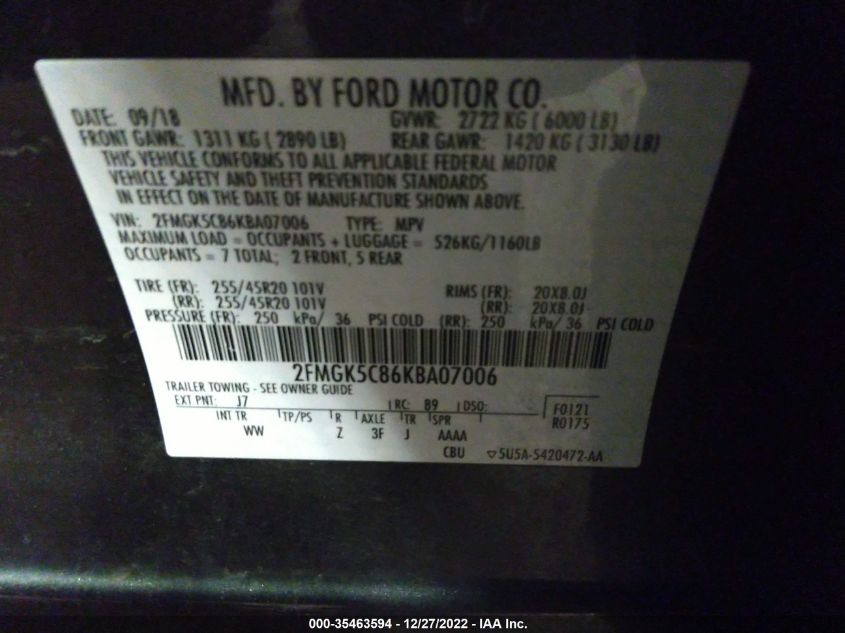 MFD. BY FORD MOTOR CO.
DATE: 09/18 GVWR: 2722 KG ( 6000 LB)
FRONT GAWR: 1311 KG ( 2890 LB) REAR GAWR: 1420 KG ( 3130 LB)
THIS VEHICLE CONFORMS TO ALL APPLICABLE FEDERAL MOTOR
VEHICLE SAFETY AND THEFT PREVENTION STANDARDS
IN EFFECT ON THE DATE OF MANUFACTURE SHOWN ABOVE.
VIN: 2FMGK5C86KBA07006 TYPE: MPV
MAXIMUM LOAD = OCCUPANTS + LUGGAGE = 526KG/1160LB
OCCUPANTS = 7 TOTAL; 2 FRONT, 5 REAR
TIRE (FR): 255/45R20 101V RIMS (FR): 20X8.0J
(RR): 255/45R20 101V (RR): 20X8.0J
PRESSURE (FR): 250 kPa/ 36 PSI COLD (RR): 250 kPa/ 36 PSI COLD
2FMGK5C86KBA07006
TRAILER TOWING - SEE OWNER GUIDE
EXT PNT: J7 RC: B9 DSO: F0121
INT TR TP/PS R AXLE TR SPR R0175
WW Z 3F J AAAA
CBU ▽5U5A-5420472-AA
000-35463594 - 12/27/2022 - IAA Inc.